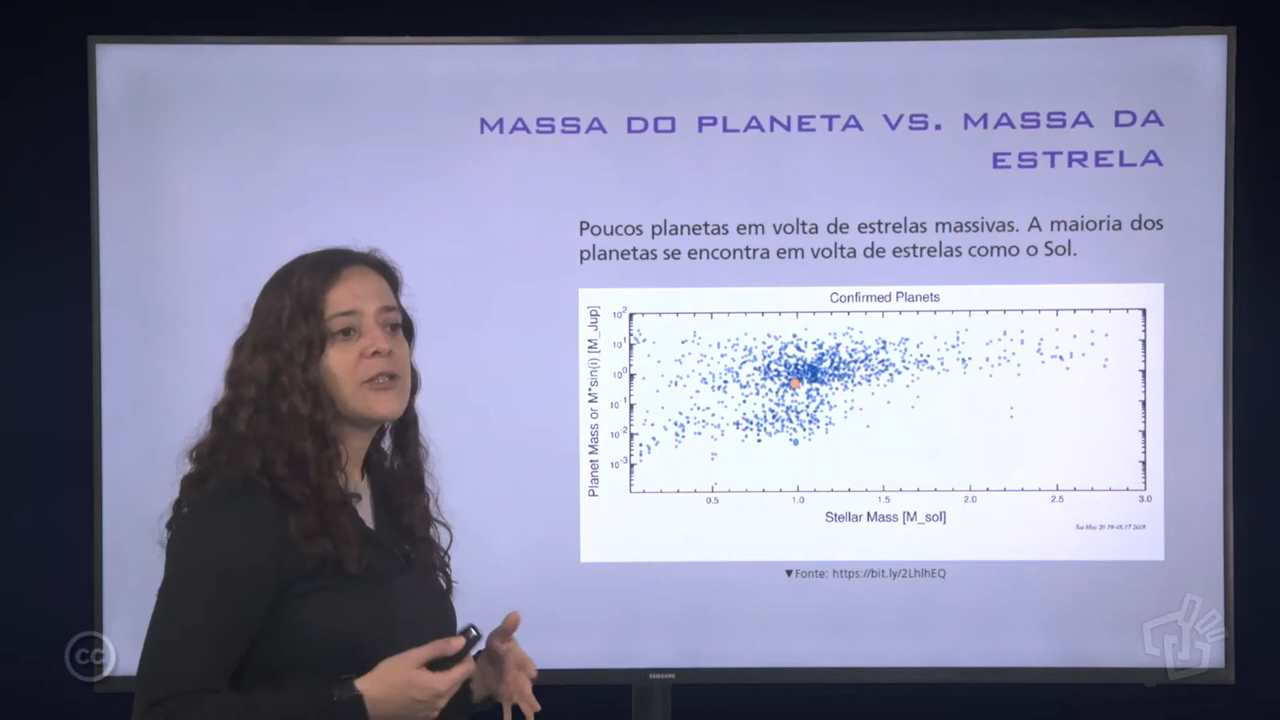 MASSA DO PLANETA VS. MASSA DA
ESTRELA
Poucos planetas em volta de estrelas massivas. A maioria dos
planetas se encontra em volta de estrelas como o Sol.
Confirmed Planets
Planet Mass or M*sin(i) [M_Jup]
10²
10¹
10⁰
10⁻¹
10⁻²
10⁻³
0.5 1.0 1.5 2.0 2.5 3.0
Stellar Mass [M_sol]
▼Fonte: https://bit.ly/2LhlhEQ
SAMSUNG
cc